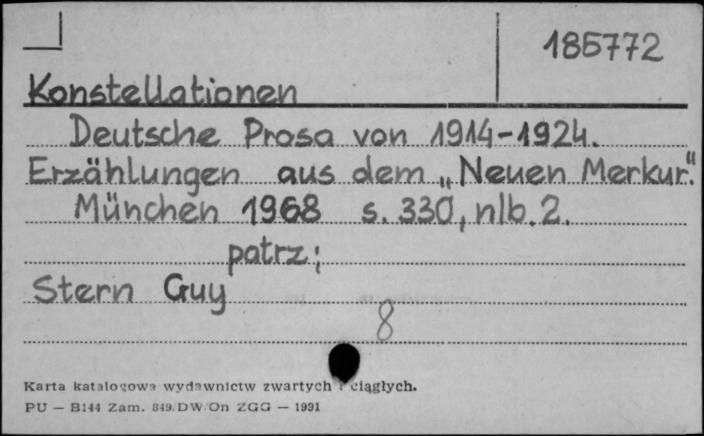 185772
Konstellationen
Deutsche Prosa von 1914-1924.
Erzählungen aus dem „Neuen Merkur".
München 1968 s. 330, nlb. 2.
patrz:
Stern Guy
8
Karta katalogowa wydawnictw zwartych i ciągłych.
PU — B144 Zam. 849/DW/On ZGG — 1991